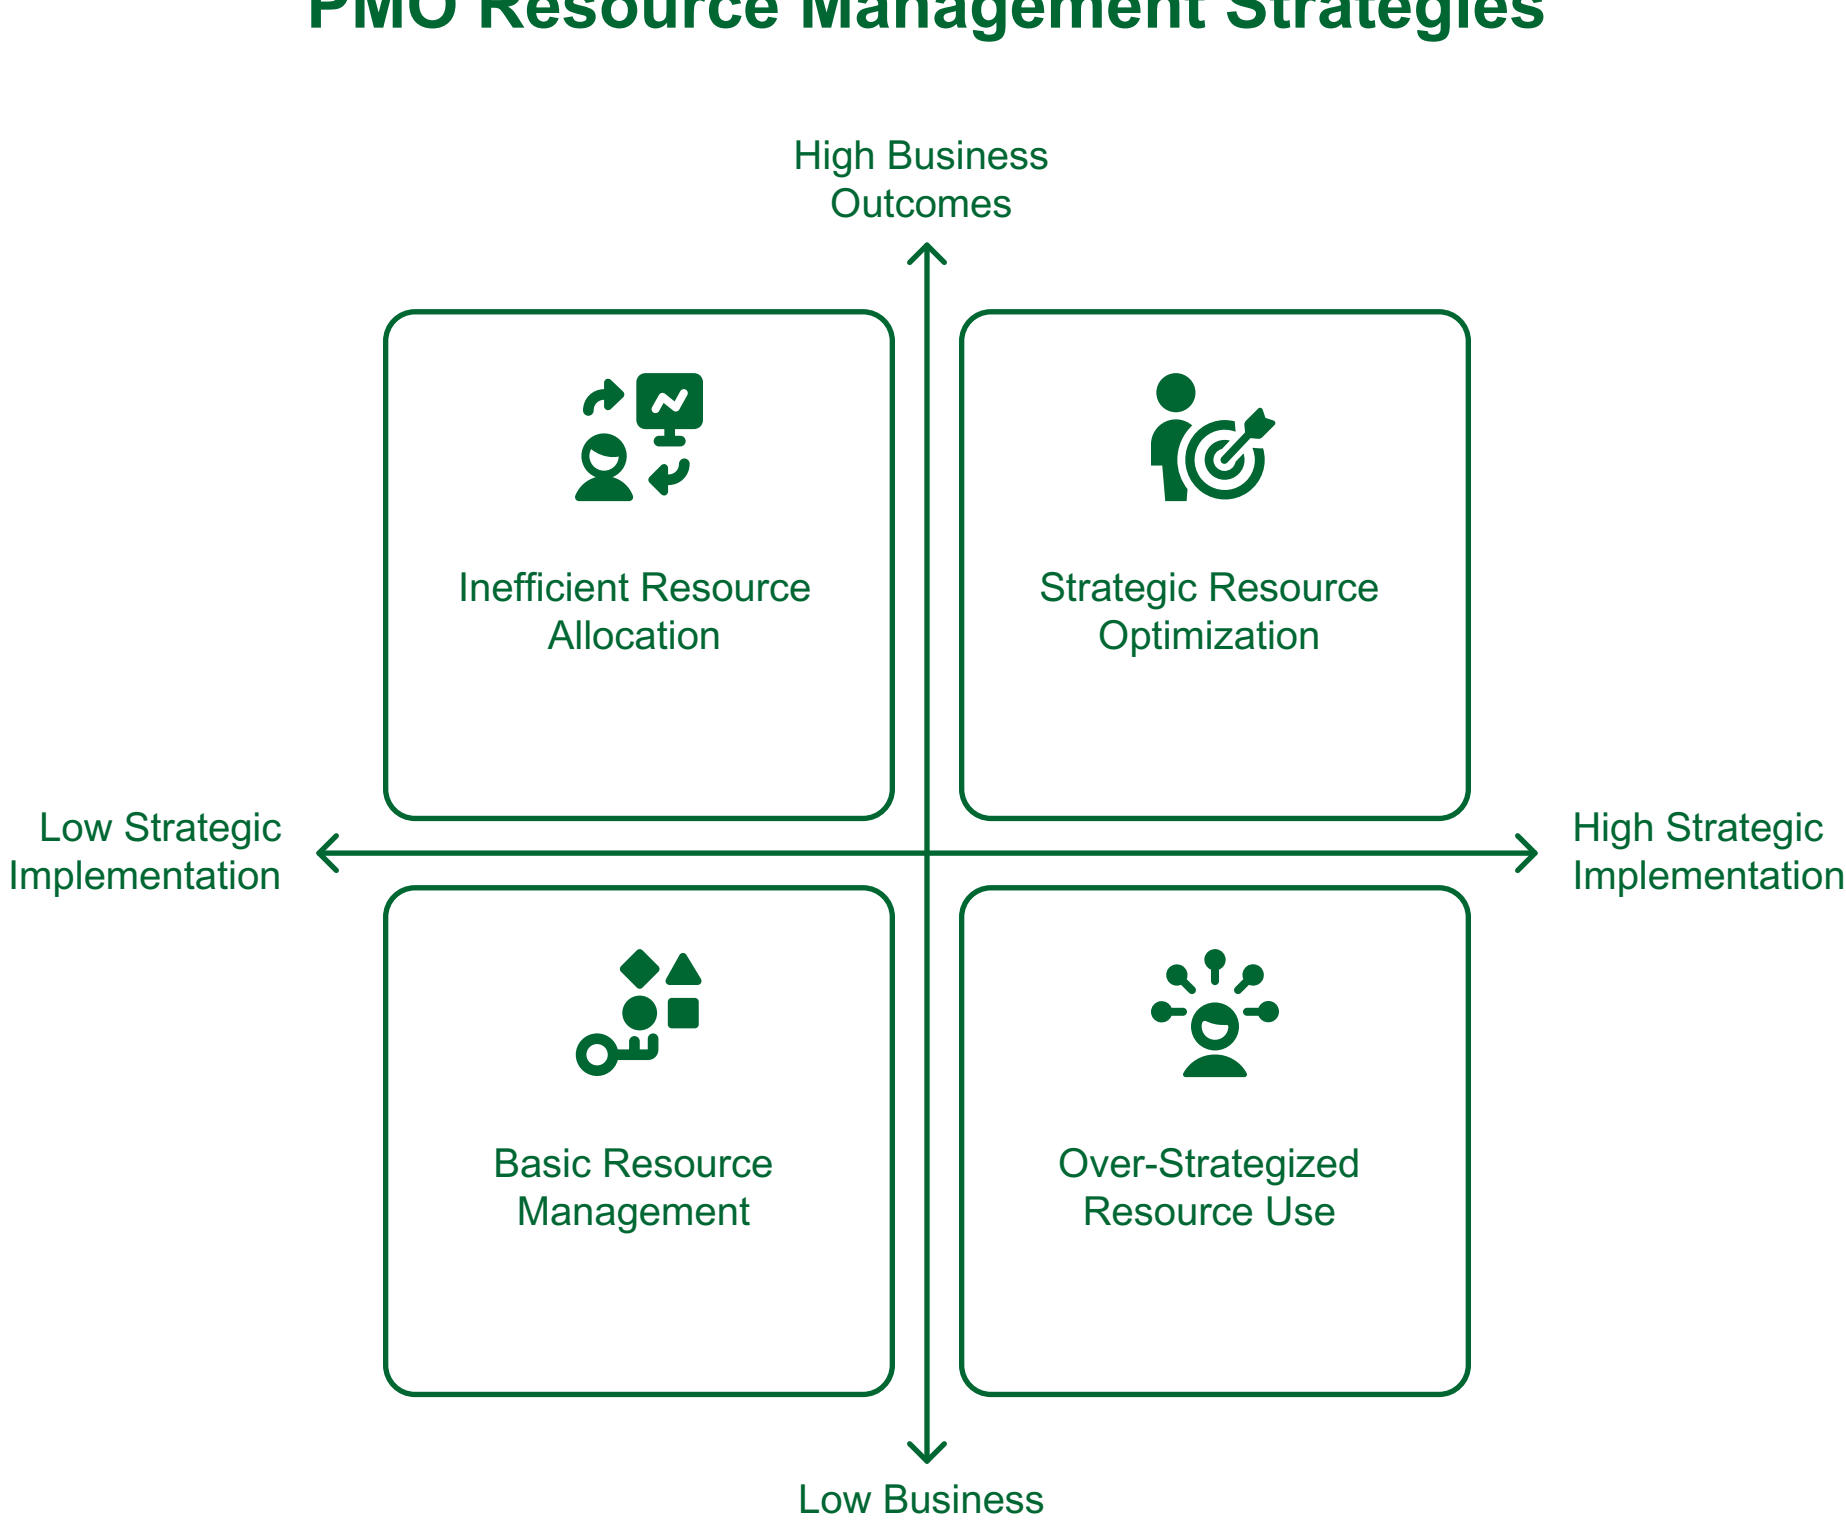 PMO Resource Management Strategies
High Business
Outcomes
Inefficient Resource
Allocation
Strategic Resource
Optimization
Low Strategic
Implementation
High Strategic
Implementation
Basic Resource
Management
Over-Strategized
Resource Use
Low Business